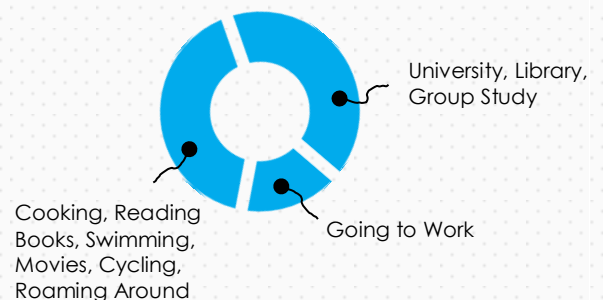 University, Library,
Group Study
Going to Work
Cooking, Reading
Books, Swimming,
Movies, Cycling,
Roaming Around